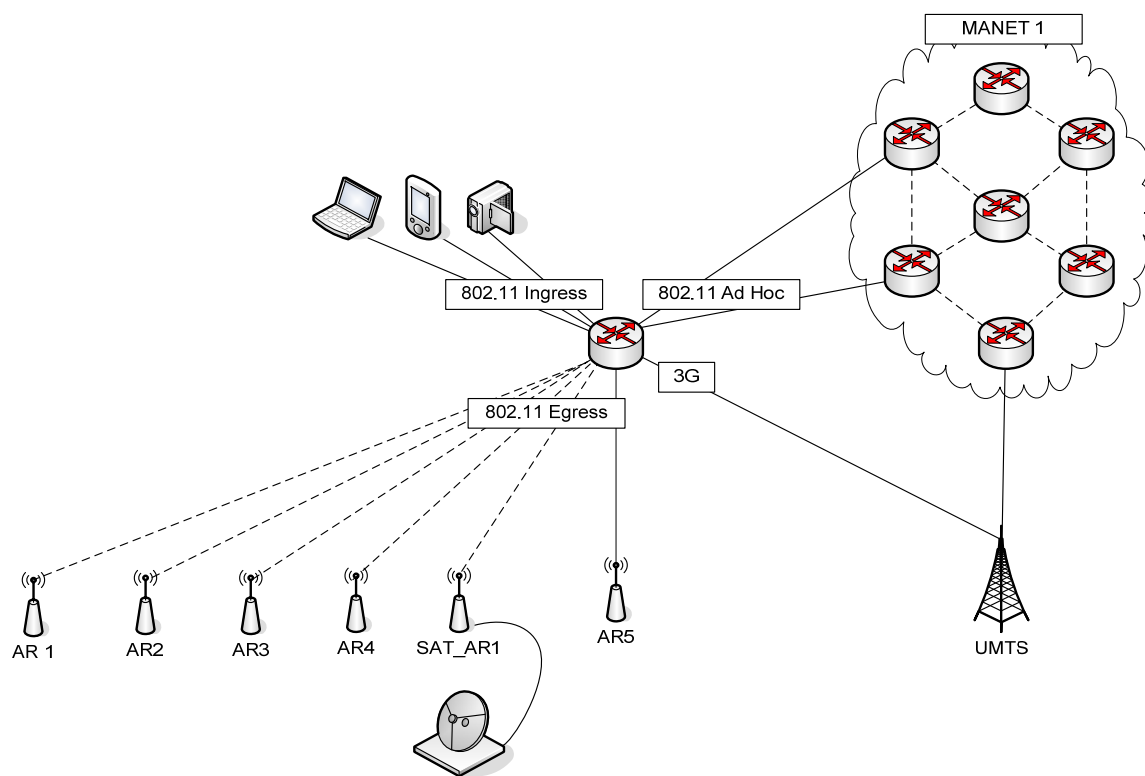 MANET 1
802.11 Ingress
802.11 Ad Hoc
3G
802.11 Egress
AR 1
AR2
AR3
AR4
SAT_AR1
AR5
UMTS